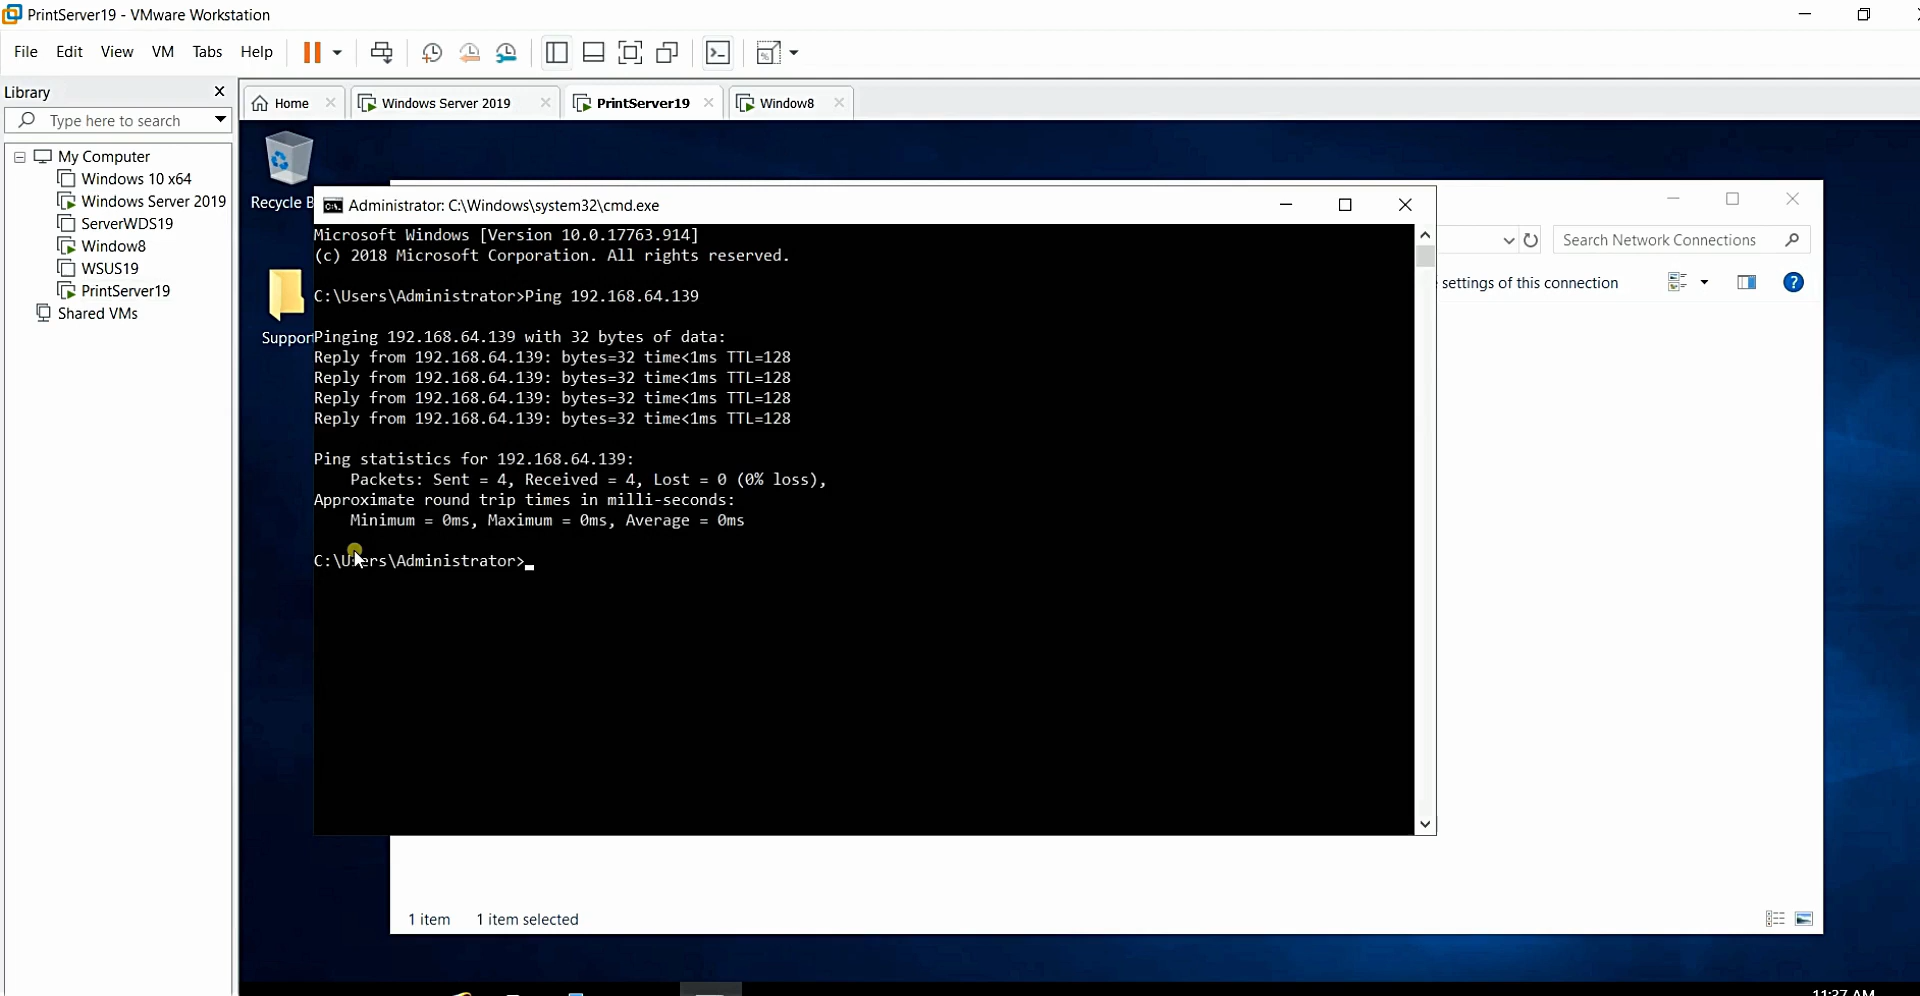 PrintServer19 - VMware Workstation
File Edit View VM Tabs Help
Library
Type here to search
My Computer
Windows 10 x64
Windows Server 2019
ServerWDS19
Window8
WSUS19
PrintServer19
Shared VMs
Home
Windows Server 2019
PrintServer19
Window8
Recycle B
Support
Administrator: C:\Windows\system32\cmd.exe
Microsoft Windows [Version 10.0.17763.914]
(c) 2018 Microsoft Corporation. All rights reserved.
C:\Users\Administrator>Ping 192.168.64.139
Pinging 192.168.64.139 with 32 bytes of data:
Reply from 192.168.64.139: bytes=32 time<1ms TTL=128
Reply from 192.168.64.139: bytes=32 time<1ms TTL=128
Reply from 192.168.64.139: bytes=32 time<1ms TTL=128
Reply from 192.168.64.139: bytes=32 time<1ms TTL=128
Ping statistics for 192.168.64.139:
Packets: Sent = 4, Received = 4, Lost = 0 (0% loss),
Approximate round trip times in milli-seconds:
Minimum = 0ms, Maximum = 0ms, Average = 0ms
C:\Users\Administrator>
Search Network Connections
settings of this connection
1 item 1 item selected
11:37 AM